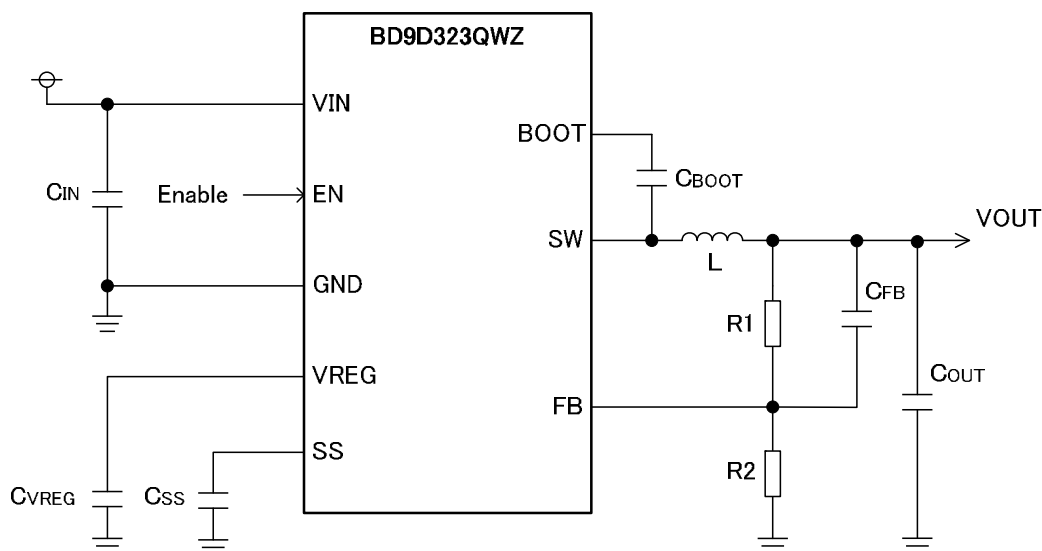 BD9D323QWZ
VIN
BOOT
CIN
Enable
EN
CBOOT
SW
VOUT
L
GND
CFB
R1
VREG
COUT
FB
SS
R2
CVREG
CSS